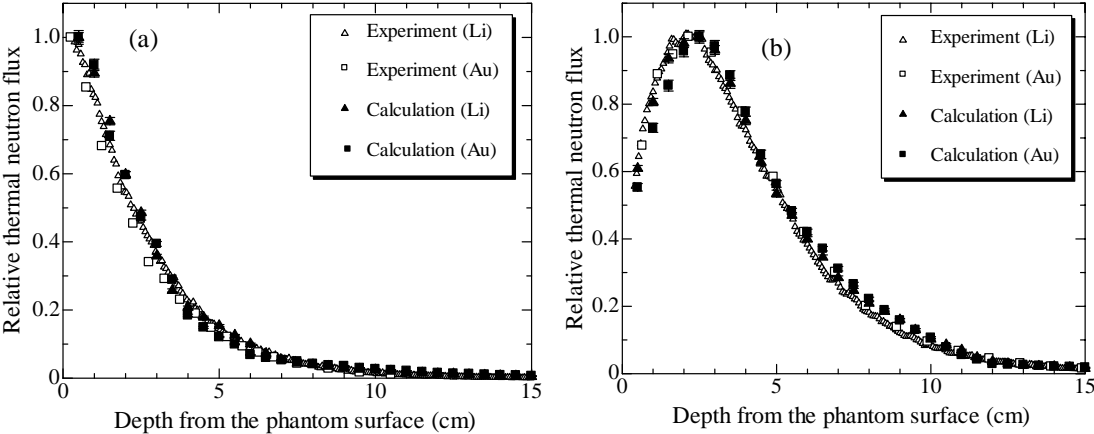 (a)
Experiment (Li)
Experiment (Au)
Calculation (Li)
Calculation (Au)
Relative thermal neutron flux
1.0
0.8
0.6
0.4
0.2
0
0 5 10 15
Depth from the phantom surface (cm)
(b)
Experiment (Li)
Experiment (Au)
Calculation (Li)
Calculation (Au)
Relative thermal neutron flux
1.0
0.8
0.6
0.4
0.2
0
0 5 10 15
Depth from the phantom surface (cm)